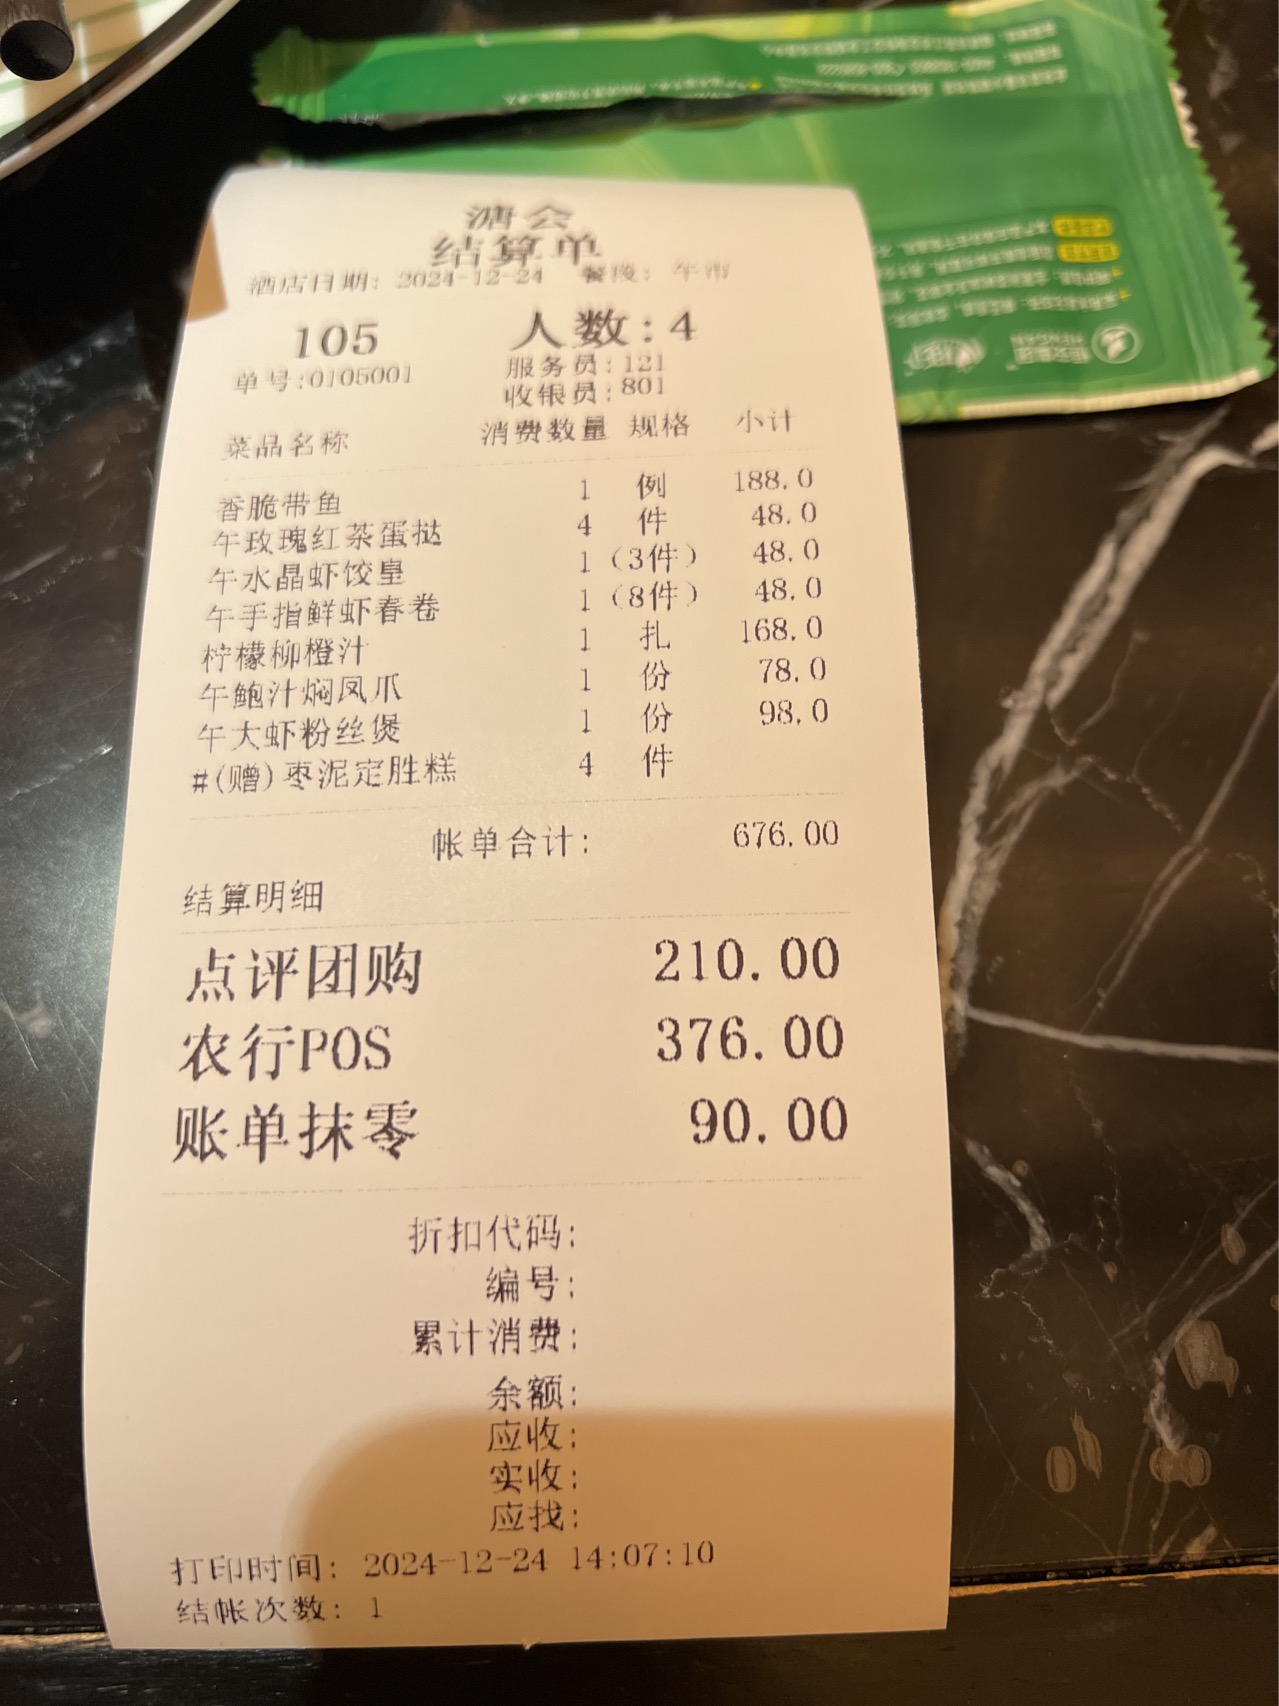 溏会
结算单
酒店日期: 2024-12-24 餐段: 午市
105 人数:4
单号:0105001 服务员:121
收银员:801
菜品名称 消费数量 规格 小计
香脆带鱼 1 例 188.0
午玫瑰红茶蛋挞 4 件 48.0
午水晶虾饺皇 1 (3件) 48.0
午手指鲜虾春卷 1 (8件) 48.0
柠檬柳橙汁 1 扎 168.0
午鲍汁焖凤爪 1 份 78.0
午大虾粉丝煲 1 份 98.0
#(赠)枣泥定胜糕 4 件
帐单合计: 676.00
结算明细
点评团购 210.00
农行POS 376.00
账单抹零 90.00
折扣代码:
编号:
累计消费:
余额:
应收:
实收:
应找:
打印时间: 2024-12-24 14:07:10
结帐次数: 1
恒安集团
HENGAN
心相印